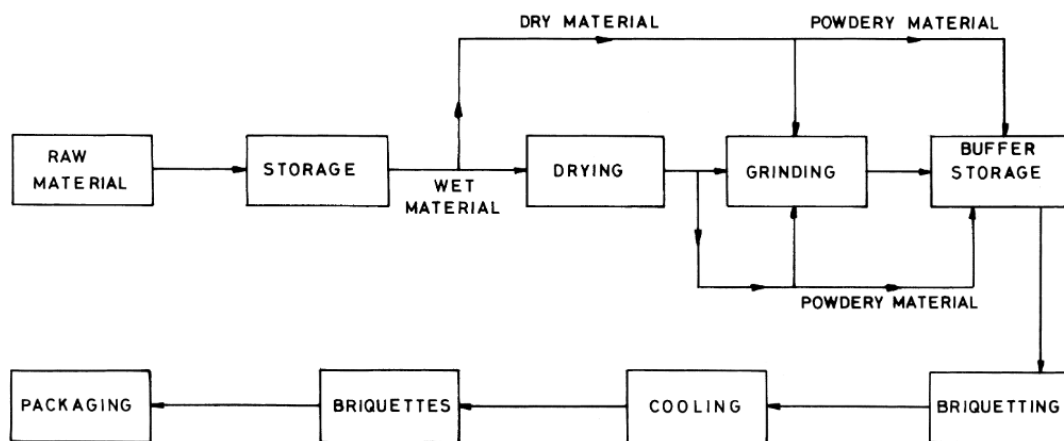 DRY MATERIAL
POWDERY MATERIAL
RAW
MATERIAL
STORAGE
WET
MATERIAL
DRYING
GRINDING
BUFFER
STORAGE
POWDERY MATERIAL
PACKAGING
BRIQUETTES
COOLING
BRIQUETTING